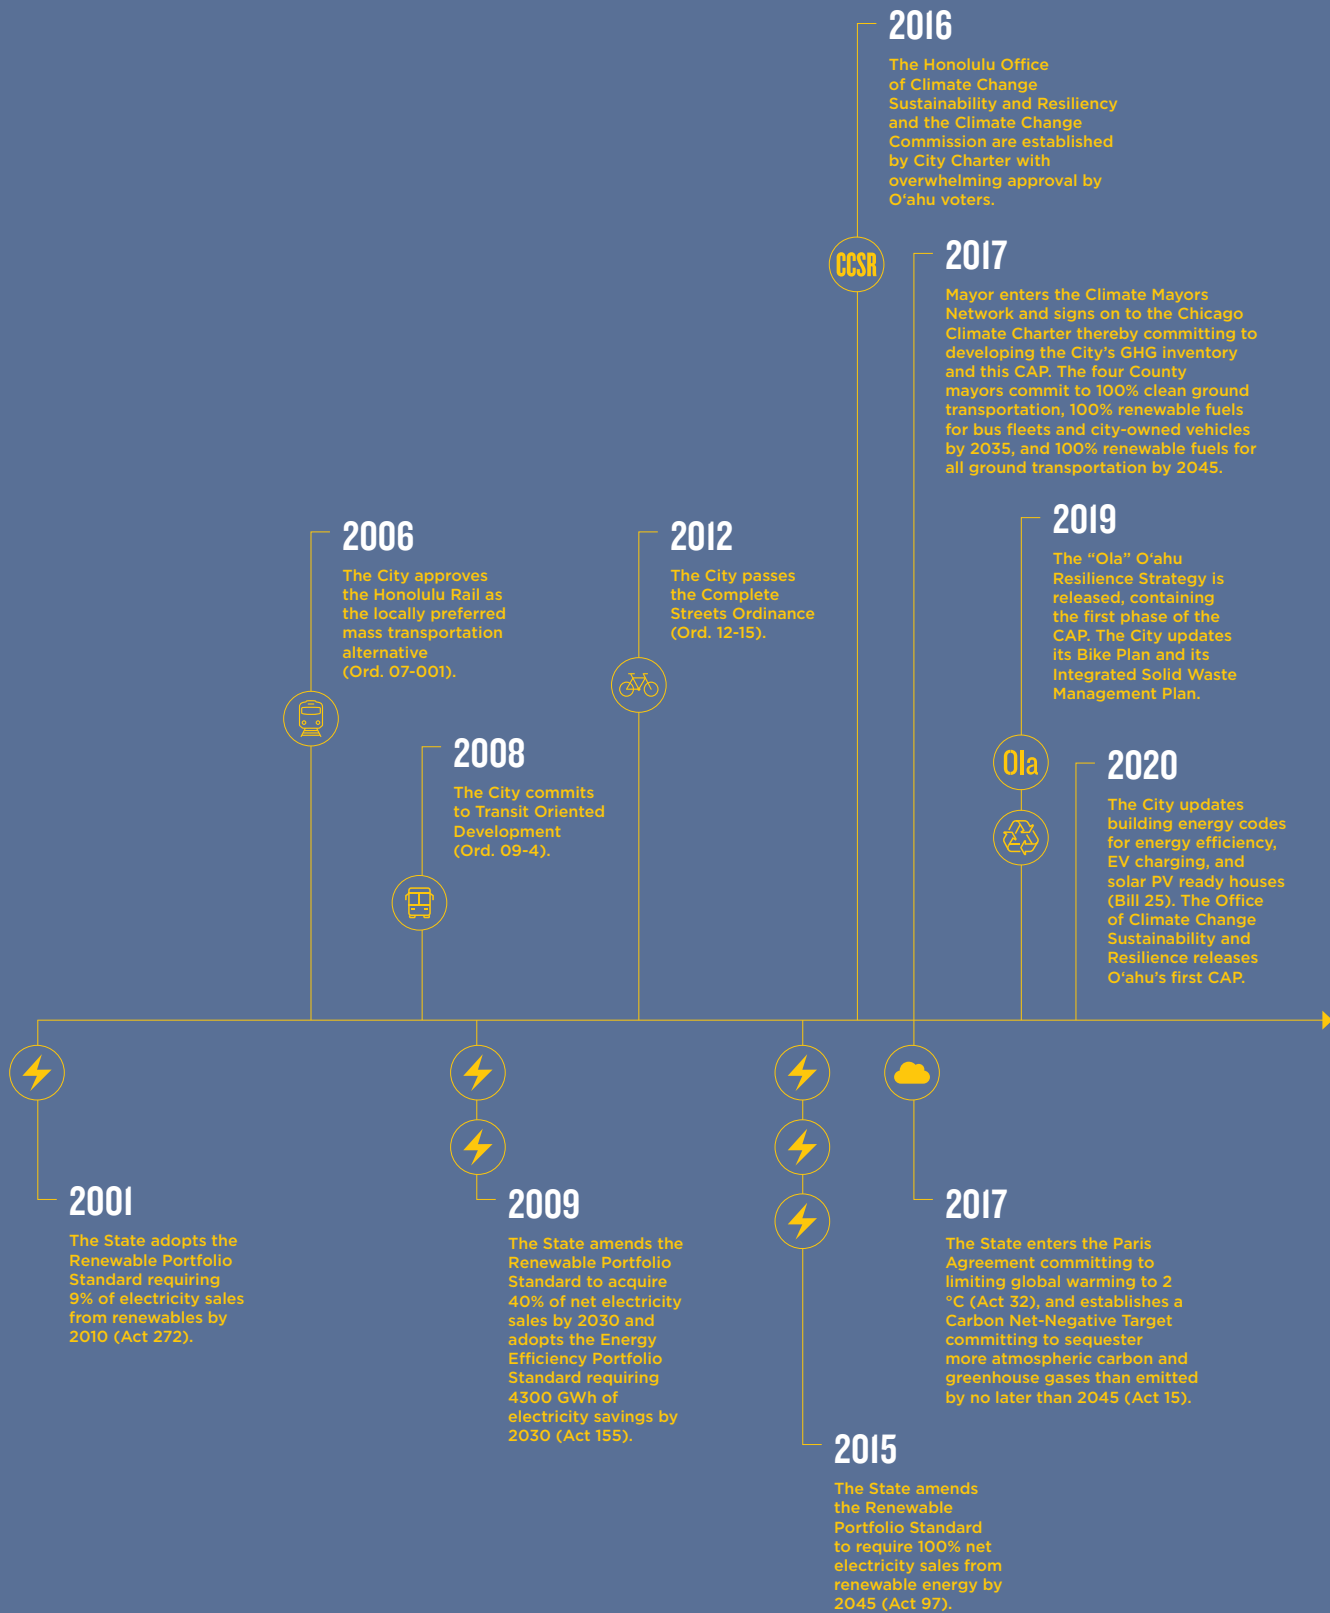 2016
The Honolulu Office
of Climate Change
Sustainability and Resiliency
and the Climate Change
Commission are established
by City Charter with
overwhelming approval by
O‘ahu voters.
CCSR
2017
Mayor enters the Climate Mayors
Network and signs on to the Chicago
Climate Charter thereby committing to
developing the City’s GHG inventory
and this CAP. The four County
mayors commit to 100% clean ground
transportation, 100% renewable fuels
for bus fleets and city-owned vehicles
by 2035, and 100% renewable fuels for
all ground transportation by 2045.
2006
The City approves
the Honolulu Rail as
the locally preferred
mass transportation
alternative
(Ord. 07-001).
2012
The City passes
the Complete
Streets Ordinance
(Ord. 12-15).
2019
The “Ola” O‘ahu
Resilience Strategy is
released, containing
the first phase of the
CAP. The City updates
its Bike Plan and its
Integrated Solid Waste
Management Plan.
Ola
2008
The City commits
to Transit Oriented
Development
(Ord. 09-4).
2020
The City updates
building energy codes
for energy efficiency,
EV charging, and
solar PV ready houses
(Bill 25). The Office
of Climate Change
Sustainability and
Resilience releases
O‘ahu’s first CAP.
2001
The State adopts the
Renewable Portfolio
Standard requiring
9% of electricity sales
from renewables by
2010 (Act 272).
2009
The State amends the
Renewable Portfolio
Standard to acquire
40% of net electricity
sales by 2030 and
adopts the Energy
Efficiency Portfolio
Standard requiring
4300 GWh of
electricity savings by
2030 (Act 155).
2017
The State enters the Paris
Agreement committing to
limiting global warming to 2
°C (Act 32), and establishes a
Carbon Net-Negative Target
committing to sequester
more atmospheric carbon and
greenhouse gases than emitted
by no later than 2045 (Act 15).
2015
The State amends
the Renewable
Portfolio Standard
to require 100% net
electricity sales from
renewable energy by
2045 (Act 97).